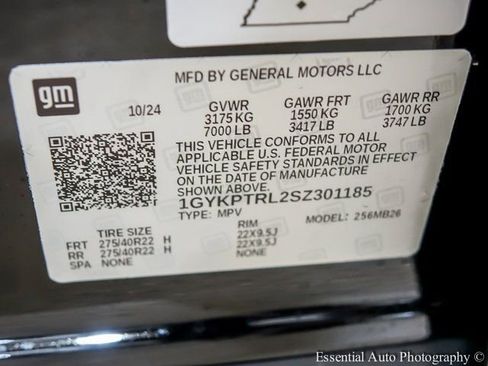 MFD BY GENERAL MOTORS LLC
gm
10/24
GVWR GAWR FRT GAWR RR
3175 KG 1550 KG 1700 KG
7000 LB 3417 LB 3747 LB
THIS VEHICLE CONFORMS TO ALL
APPLICABLE U.S. FEDERAL MOTOR
VEHICLE SAFETY STANDARDS IN EFFECT
ON THE DATE OF MANUFACTURE
SHOWN ABOVE.
1GYKPTRL2SZ301185
TYPE: MPV MODEL: 256MB26
TIRE SIZE RIM
FRT 275/40R22 H 22X9.5J
RR 275/40R22 H 22X9.5J
SPA NONE NONE
Essential Auto Photography ©